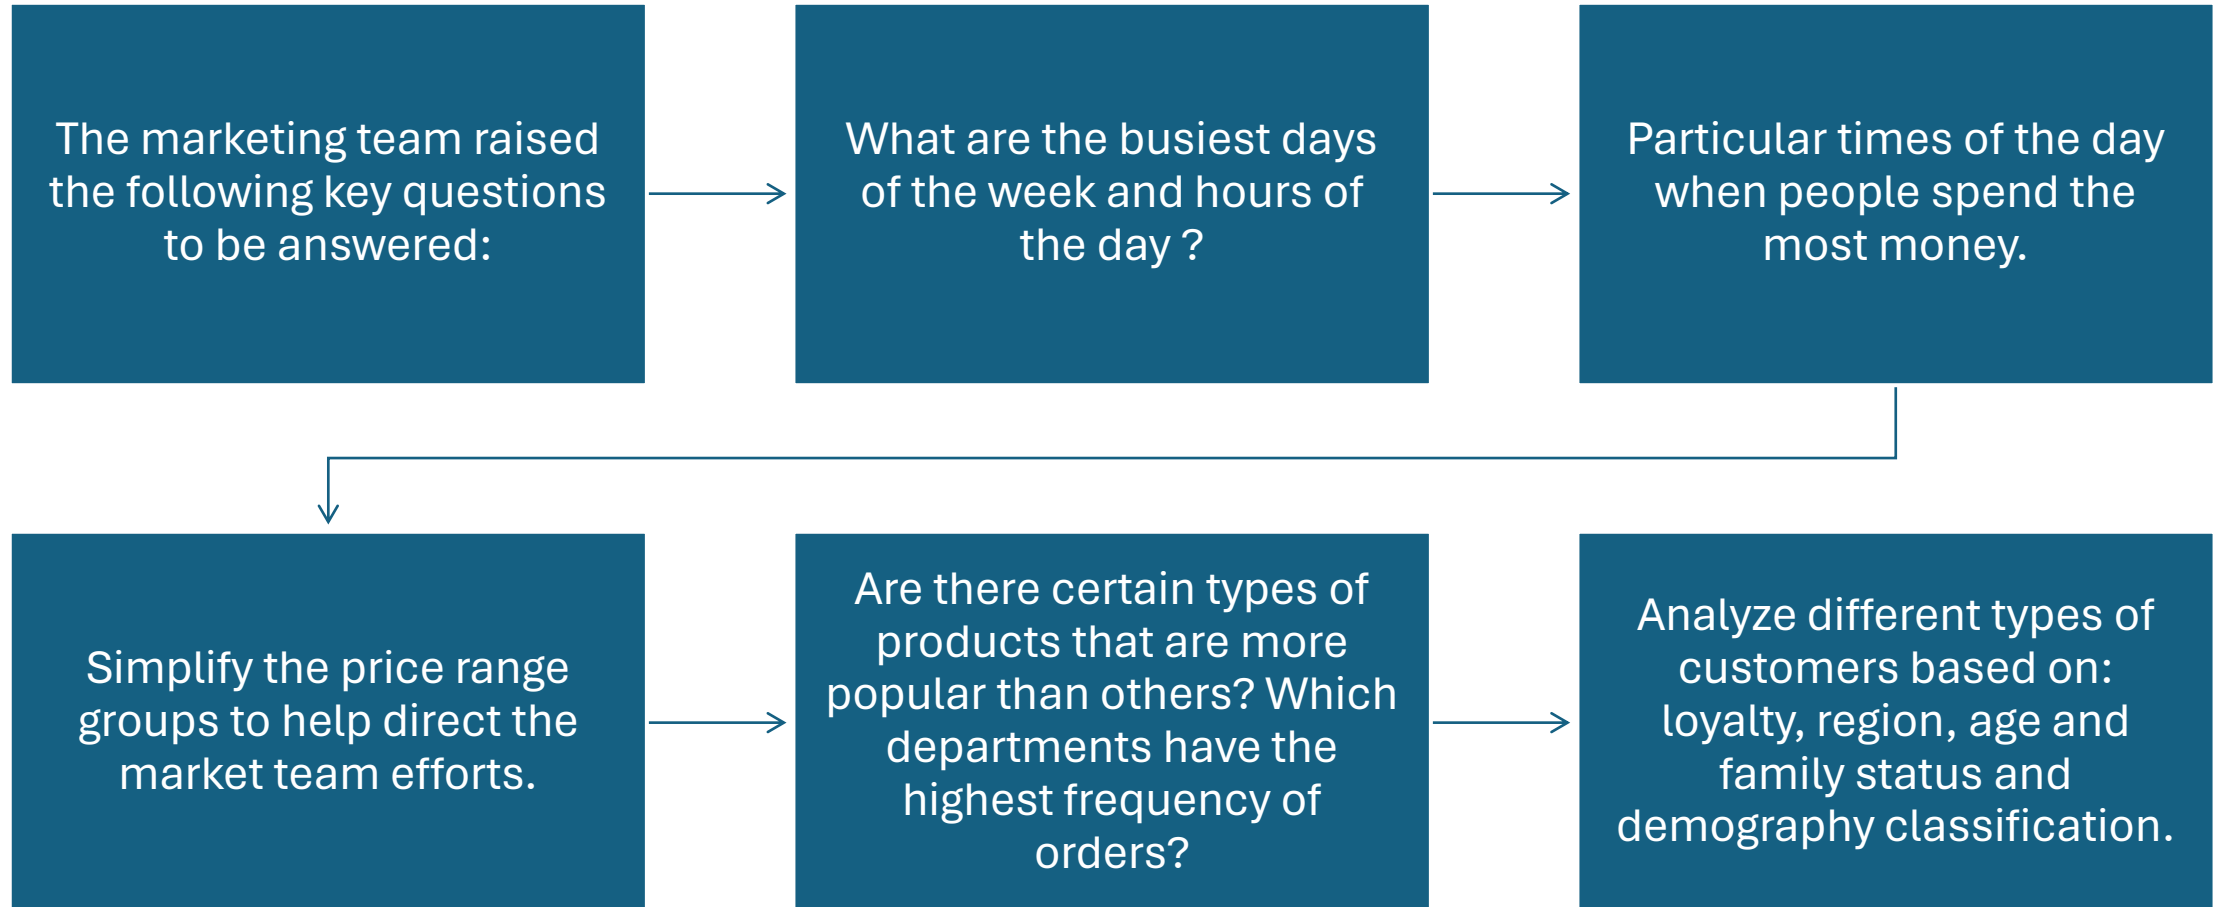 The marketing team raised
the following key questions
to be answered:
What are the busiest days
of the week and hours of
the day ?
Particular times of the day
when people spend the
most money.
Simplify the price range
groups to help direct the
market team efforts.
Are there certain types of
products that are more
popular than others? Which
departments have the
highest frequency of
orders?
Analyze different types of
customers based on:
loyalty, region, age and
family status and
demography classification.